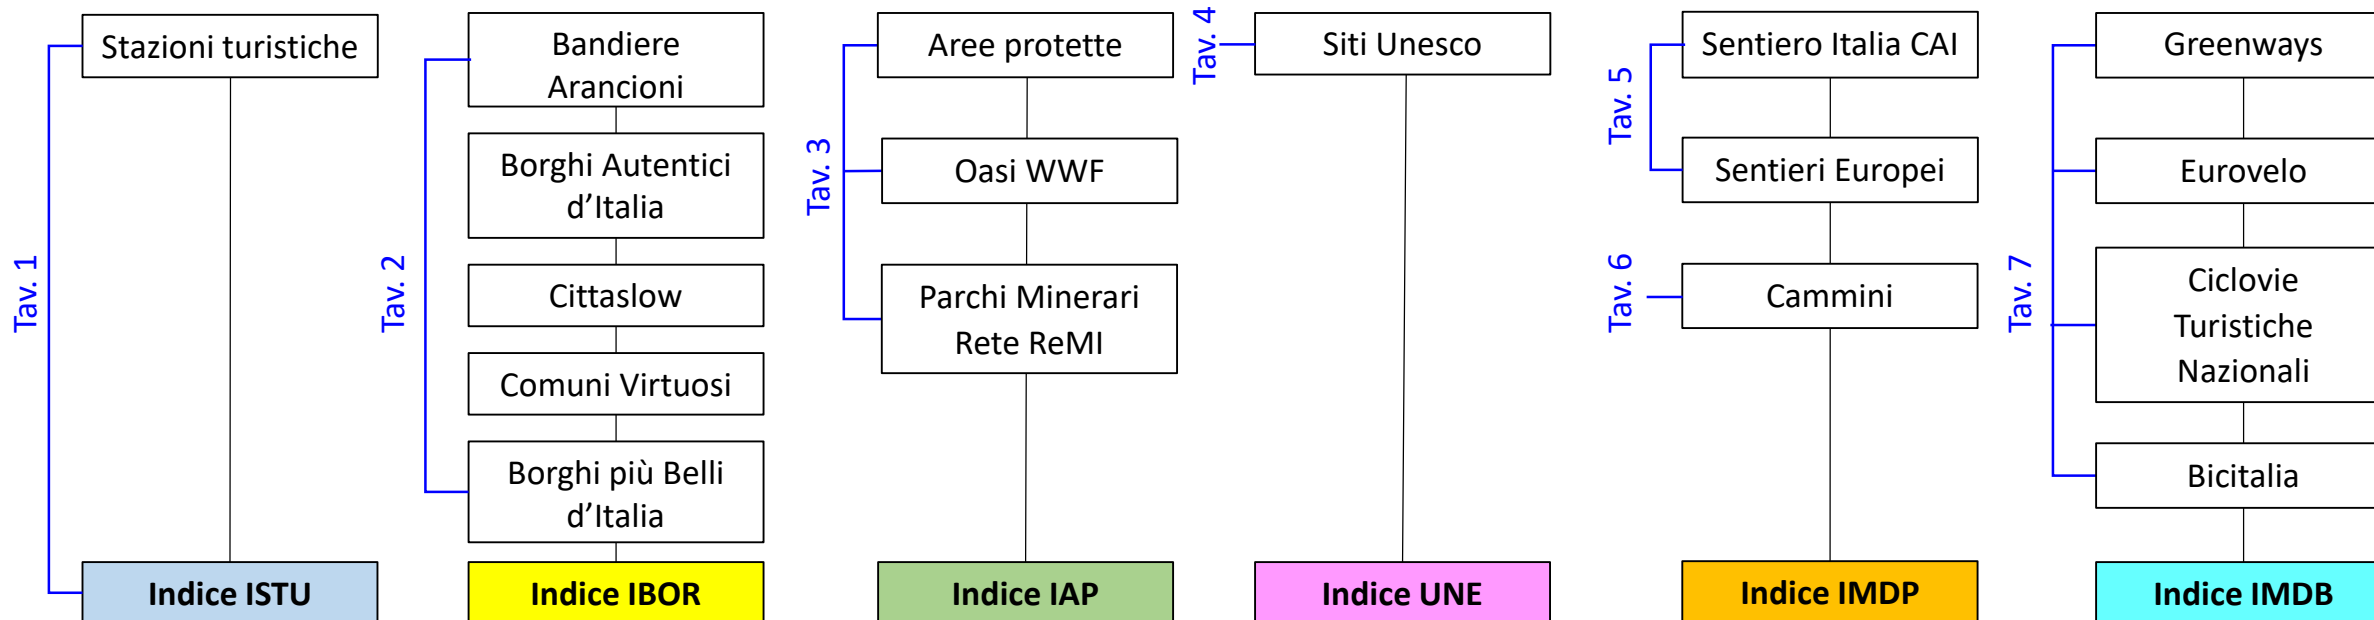 Tav. 1
Stazioni turistiche
Indice ISTU
Tav. 2
Bandiere
Arancioni
Borghi Autentici
d’Italia
Cittaslow
Comuni Virtuosi
Borghi più Belli
d’Italia
Indice IBOR
Tav. 3
Aree protette
Oasi WWF
Parchi Minerari
Rete ReMI
Indice IAP
Tav. 4
Siti Unesco
Indice UNE
Tav. 5
Sentiero Italia CAI
Sentieri Europei
Tav. 6
Cammini
Indice IMDP
Tav. 7
Greenways
Eurovelo
Ciclovie
Turistiche
Nazionali
Bicitalia
Indice IMDB